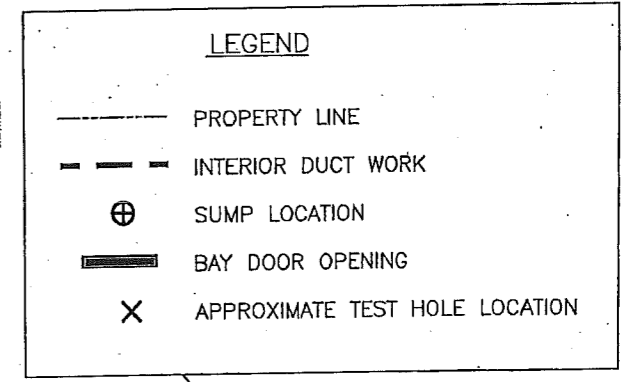 LEGEND
PROPERTY LINE
INTERIOR DUCT WORK
SUMP LOCATION
BAY DOOR OPENING
APPROXIMATE TEST HOLE LOCATION